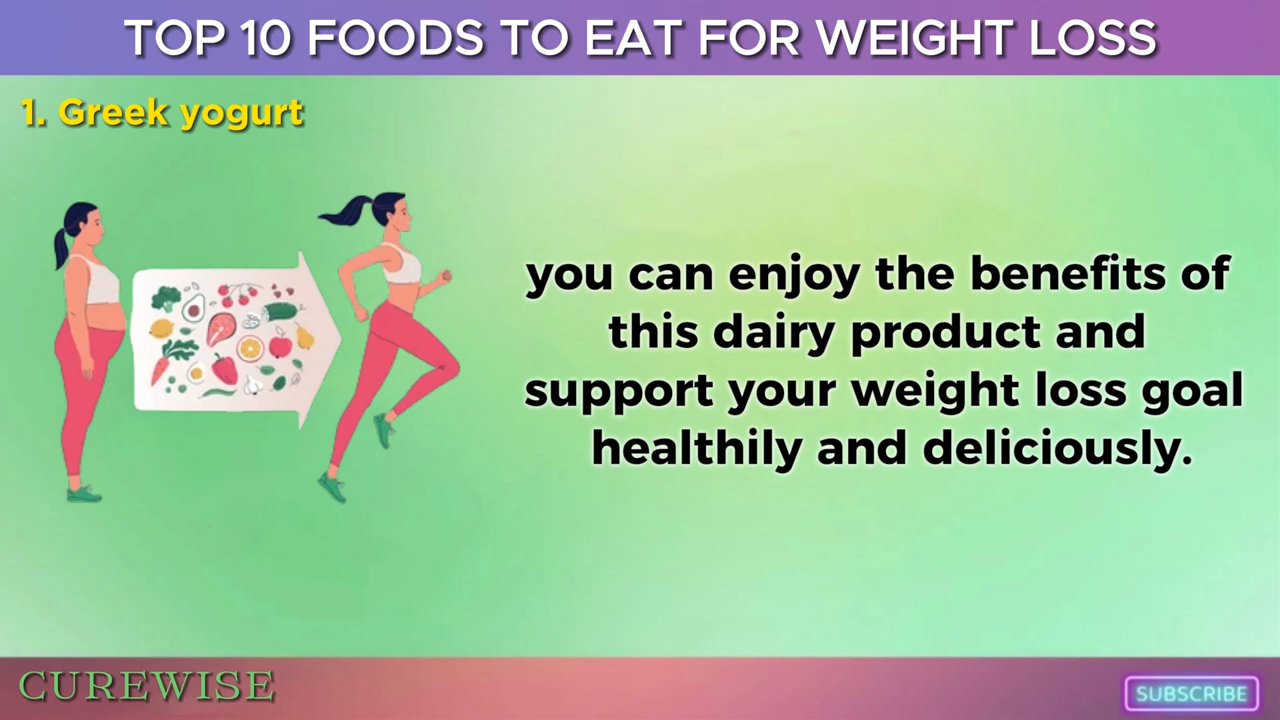 TOP 10 FOODS TO EAT FOR WEIGHT LOSS
1. Greek yogurt
you can enjoy the benefits of
this dairy product and
support your weight loss goal
healthily and deliciously.
CUREWISE
SUBSCRIBE